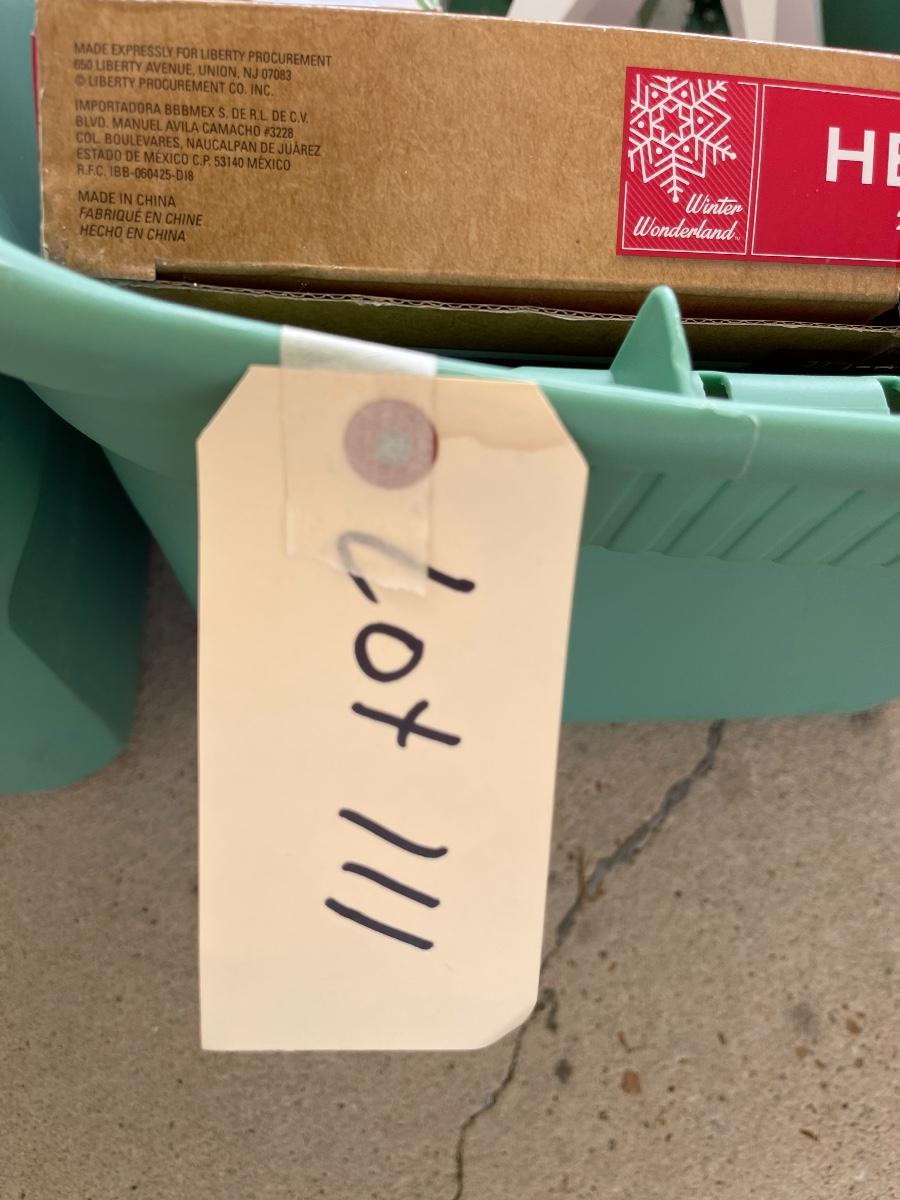 MADE EXPRESSLY FOR LIBERTY PROCUREMENT
650 LIBERTY AVENUE, UNION, NJ 07083
© LIBERTY PROCUREMENT CO. INC.
IMPORTADORA BBBMEX S. DE R.L. DE C.V.
BLVD. MANUEL AVILA CAMACHO #3228
COL. BOULEVARES, NAUCALPAN DE JUÁREZ
ESTADO DE MÉXICO C.P. 53140 MÉXICO
R.F.C. IBB-060425-DI8
MADE IN CHINA
FABRIQUÉ EN CHINE
HECHO EN CHINA
Winter
Wonderland™
HE
Lot 111